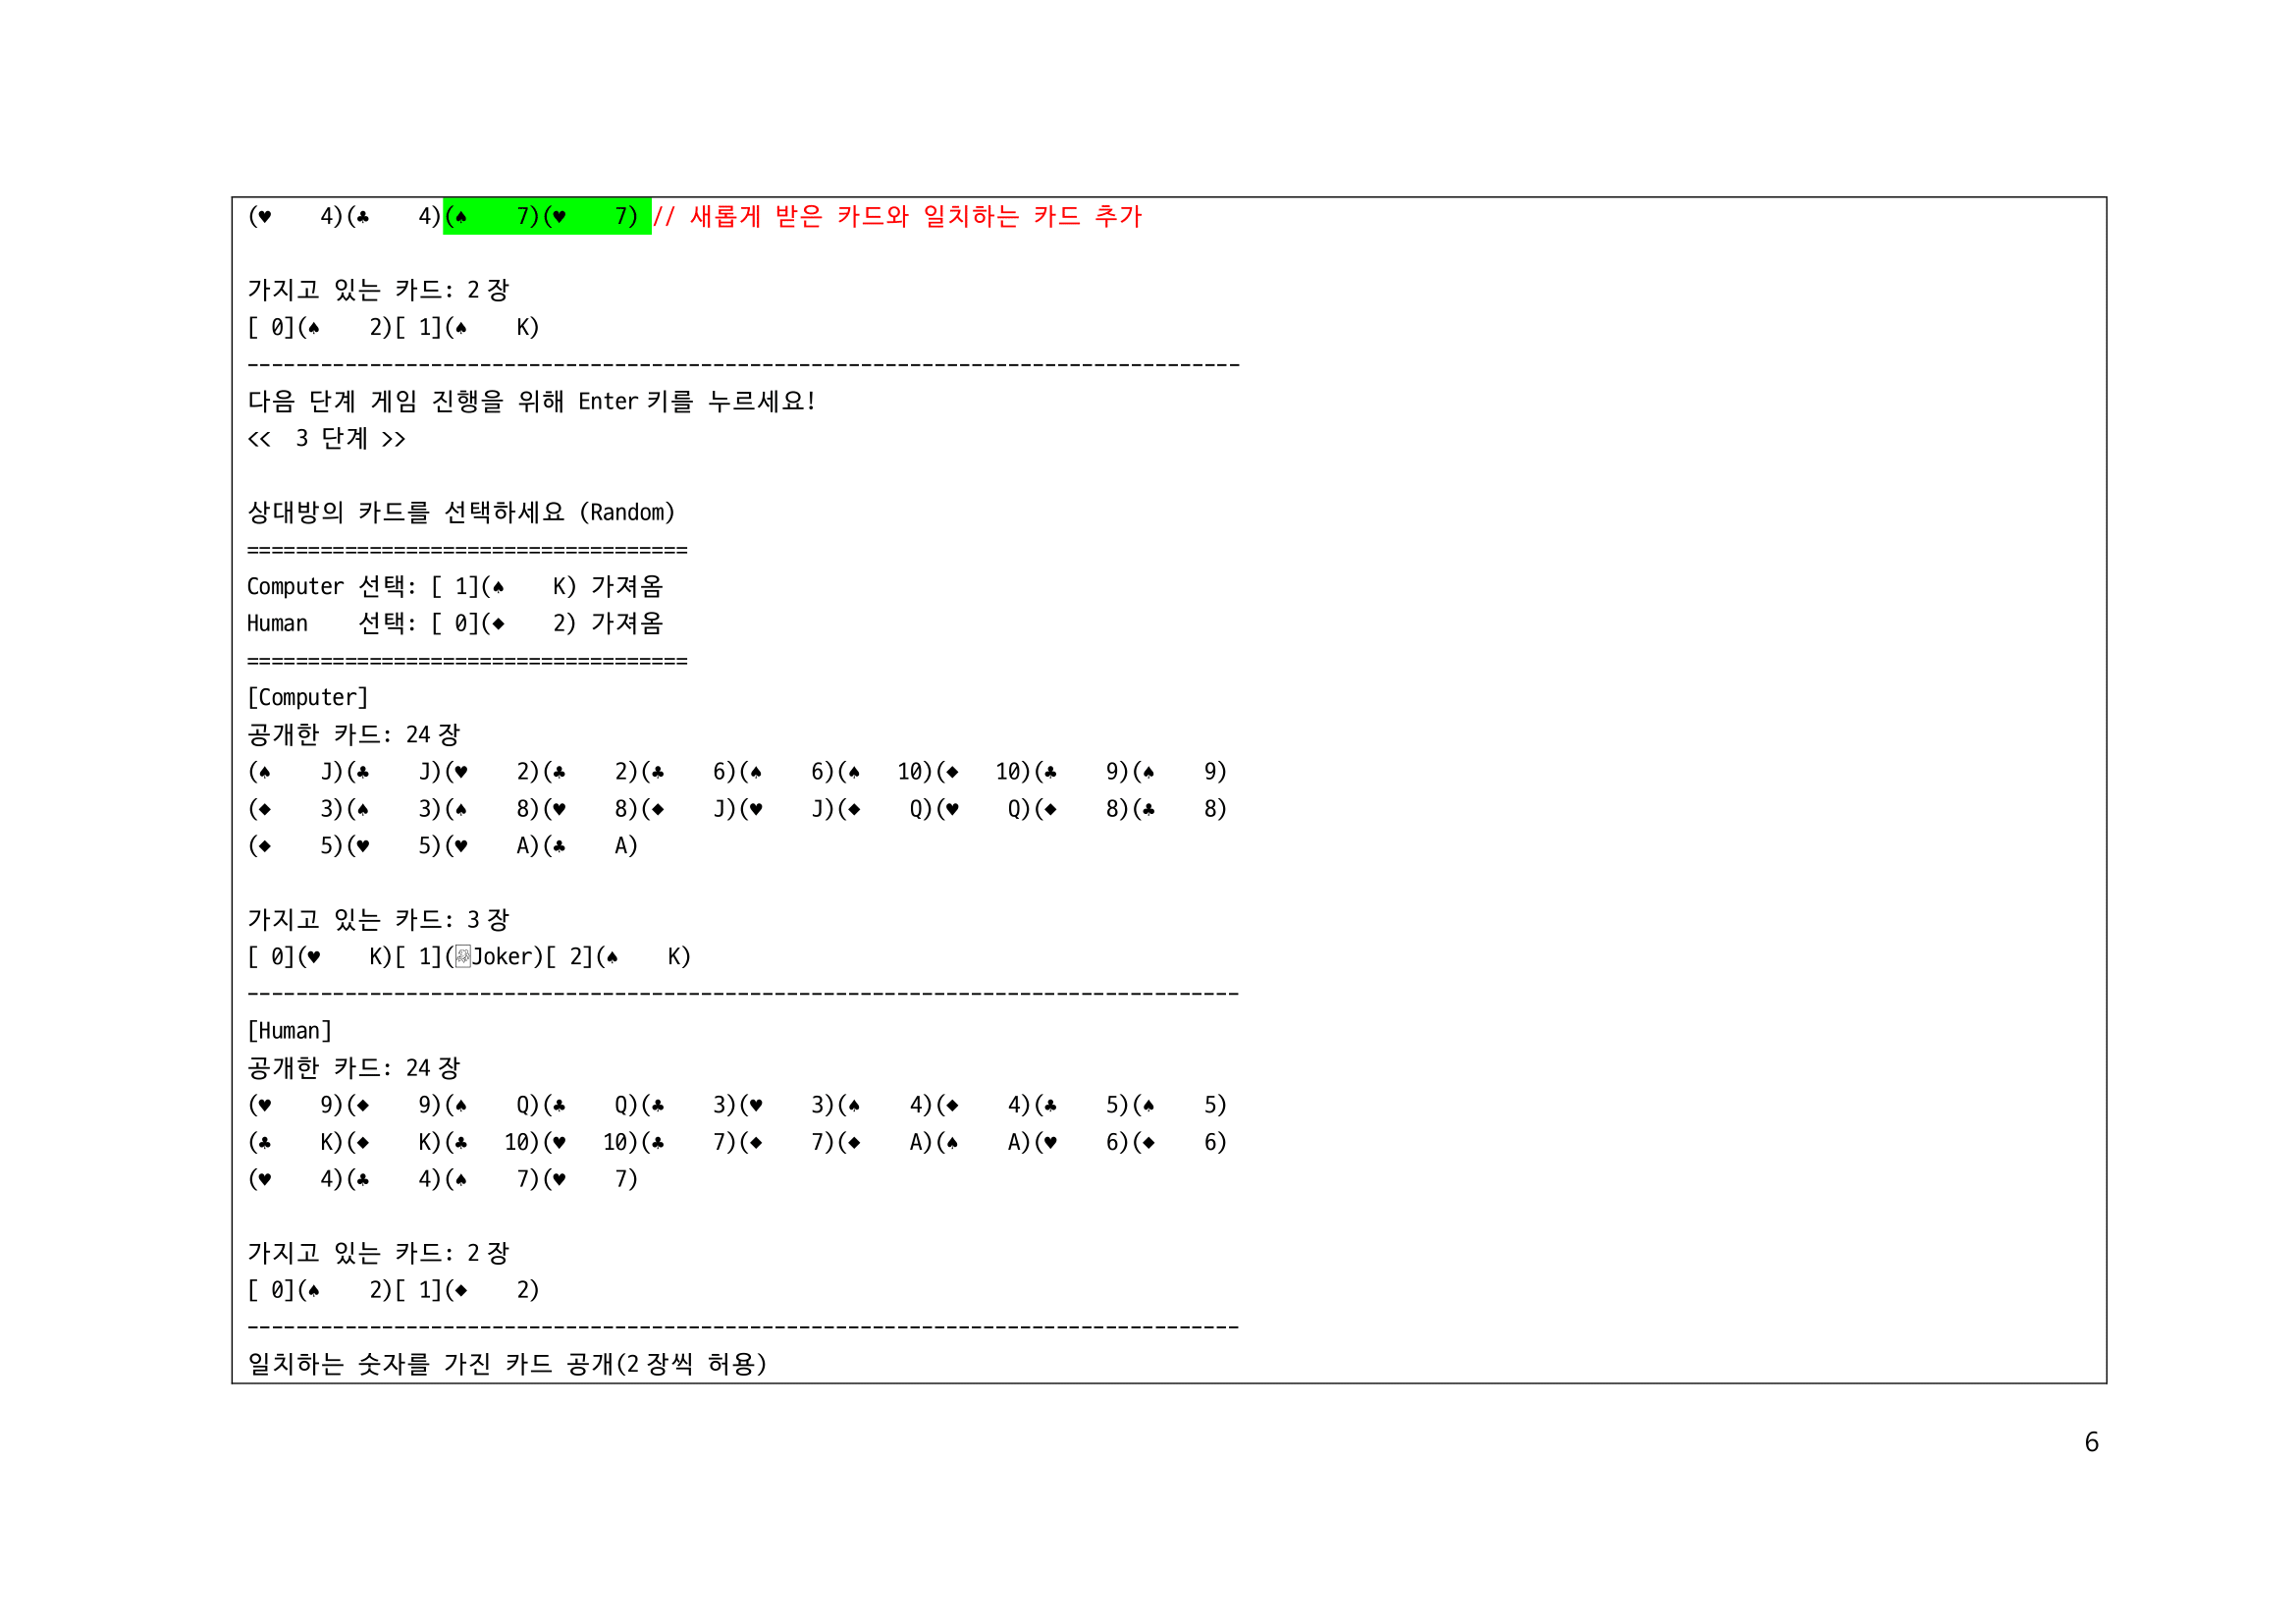 (♥    4)(♣    4)(♠    7)(♥    7) // 새롭게 받은 카드와 일치하는 카드 추가
가지고 있는 카드: 2 장
[ 0](♠    2)[ 1](♠    K)
---------------------------------------------------------------------------------
다음 단계 게임 진행을 위해 Enter 키를 누르세요!
<<  3 단계 >>
상대방의 카드를 선택하세요 (Random)
====================================
Computer 선택: [ 1](♠    K) 가져옴
Human    선택: [ 0](◆    2) 가져옴
====================================
[Computer]
공개한 카드: 24 장
(♠    J)(♣    J)(♥    2)(♣    2)(♣    6)(♠    6)(♠   10)(◆   10)(♣    9)(♠    9)
(◆    3)(♠    3)(♠    8)(♥    8)(◆    J)(♥    J)(◆    Q)(♥    Q)(◆    8)(♣    8)
(◆    5)(♥    5)(♥    A)(♣    A)
가지고 있는 카드: 3 장
[ 0](♥    K)[ 1](🃏Joker)[ 2](♠    K)
---------------------------------------------------------------------------------
[Human]
공개한 카드: 24 장
(♥    9)(◆    9)(♠    Q)(♣    Q)(♣    3)(♥    3)(♠    4)(◆    4)(♣    5)(♠    5)
(♣    K)(◆    K)(♣   10)(♥   10)(♣    7)(◆    7)(◆    A)(♠    A)(♥    6)(◆    6)
(♥    4)(♣    4)(♠    7)(♥    7)
가지고 있는 카드: 2 장
[ 0](♠    2)[ 1](◆    2)
---------------------------------------------------------------------------------
일치하는 숫자를 가진 카드 공개(2 장씩 허용)
6